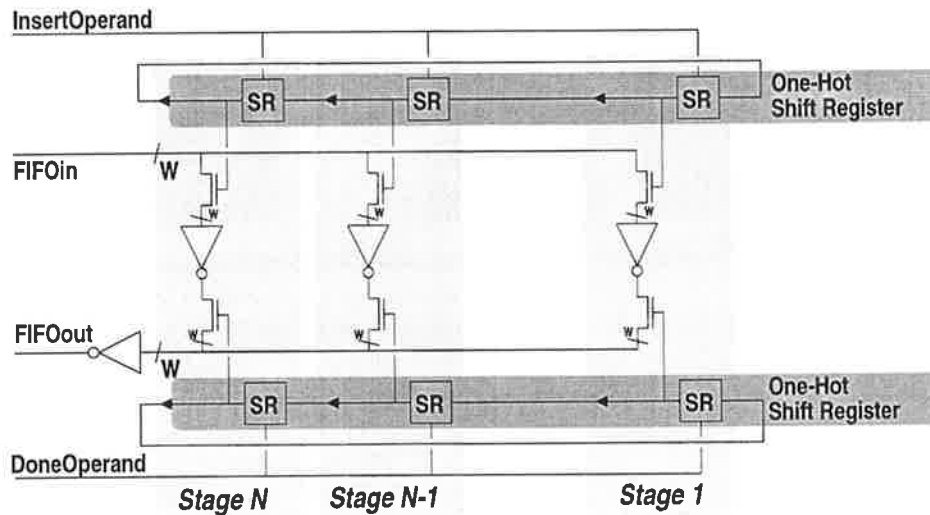 InsertOperand
SR
SR
SR
One-Hot
Shift Register
FIFOin
W
W
W
W
FIFOout
W
W
W
W
SR
SR
SR
One-Hot
Shift Register
DoneOperand
Stage N
Stage N-1
Stage 1